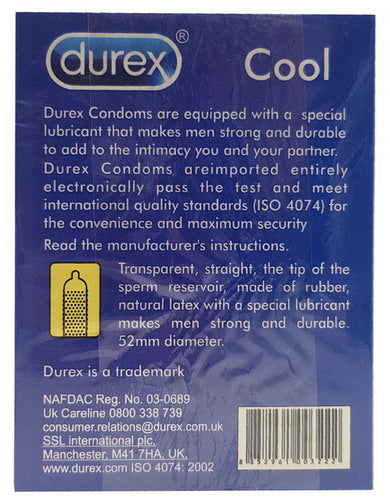 durex ®
Cool
Durex Condoms are equipped with a special
lubricant that makes men strong and durable
to add to the intimacy you and your partner.
Durex Condoms areimported entirely
electronically pass the test and meet
international quality standards (ISO 4074) for
the convenience and maximum security
Read the manufacturer's instructions.
Transparent, straight, the tip of the
sperm reservoir, made of rubber,
natural latex with a special lubricant
makes men strong and durable.
52mm diameter.
Durex is a trademark
NAFDAC Reg. No. 03-0689
Uk Careline 0800 338 739
consumer.relations@durex.com.uk
SSL international plc.
Manchester, M41 7HA, UK.
www.durex.com ISO 4074: 2002
8 852961 003222